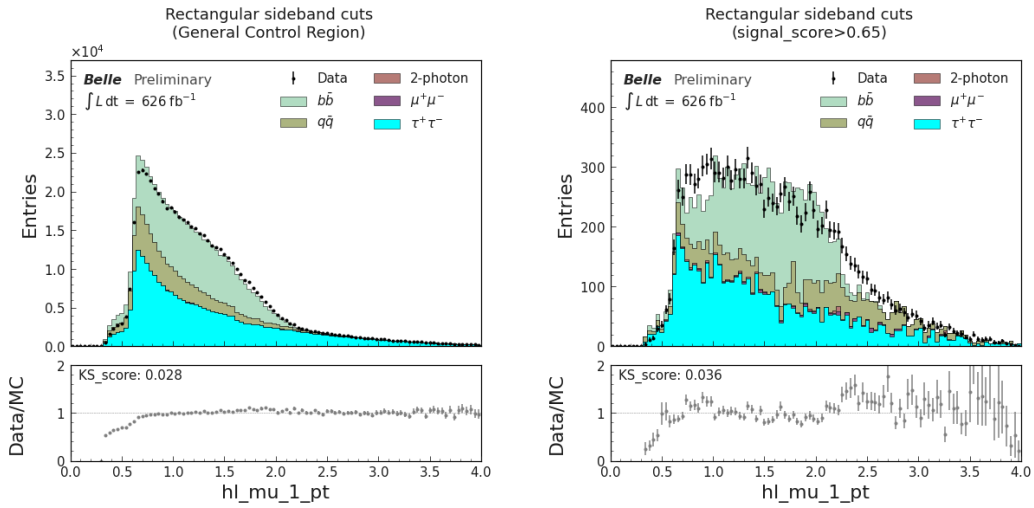 Rectangular sideband cuts
(General Control Region)
×10⁴
Belle Preliminary
∫ L dt = 626 fb⁻¹
Data
bb̄
qq̄
2-photon
μ⁺μ⁻
τ⁺τ⁻
Entries
3.5
3.0
2.5
2.0
1.5
1.0
0.5
0.0
KS_score: 0.028
Data/MC
2
1
0
0.0 0.5 1.0 1.5 2.0 2.5 3.0 3.5 4.0
hl_mu_1_pt
Rectangular sideband cuts
(signal_score>0.65)
Belle Preliminary
∫ L dt = 626 fb⁻¹
Data
bb̄
qq̄
2-photon
μ⁺μ⁻
τ⁺τ⁻
Entries
400
300
200
100
0
KS_score: 0.036
Data/MC
2
1
0
0.0 0.5 1.0 1.5 2.0 2.5 3.0 3.5 4.0
hl_mu_1_pt